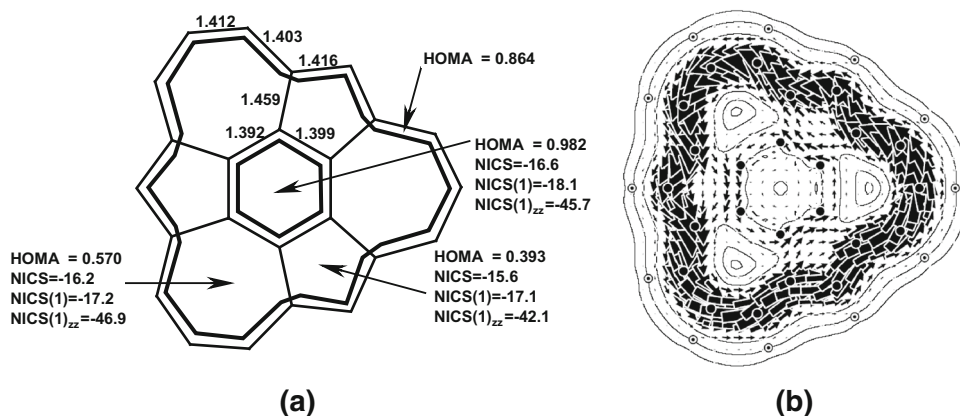 1.412
1.403
1.416
HOMA = 0.864
1.459
1.392
1.399
HOMA = 0.982
NICS=-16.6
NICS(1)=-18.1
NICS(1)zz=-45.7
HOMA = 0.570
NICS=-16.2
NICS(1)=-17.2
NICS(1)zz=-46.9
HOMA = 0.393
NICS=-15.6
NICS(1)=-17.1
NICS(1)zz=-42.1
(a)
(b)